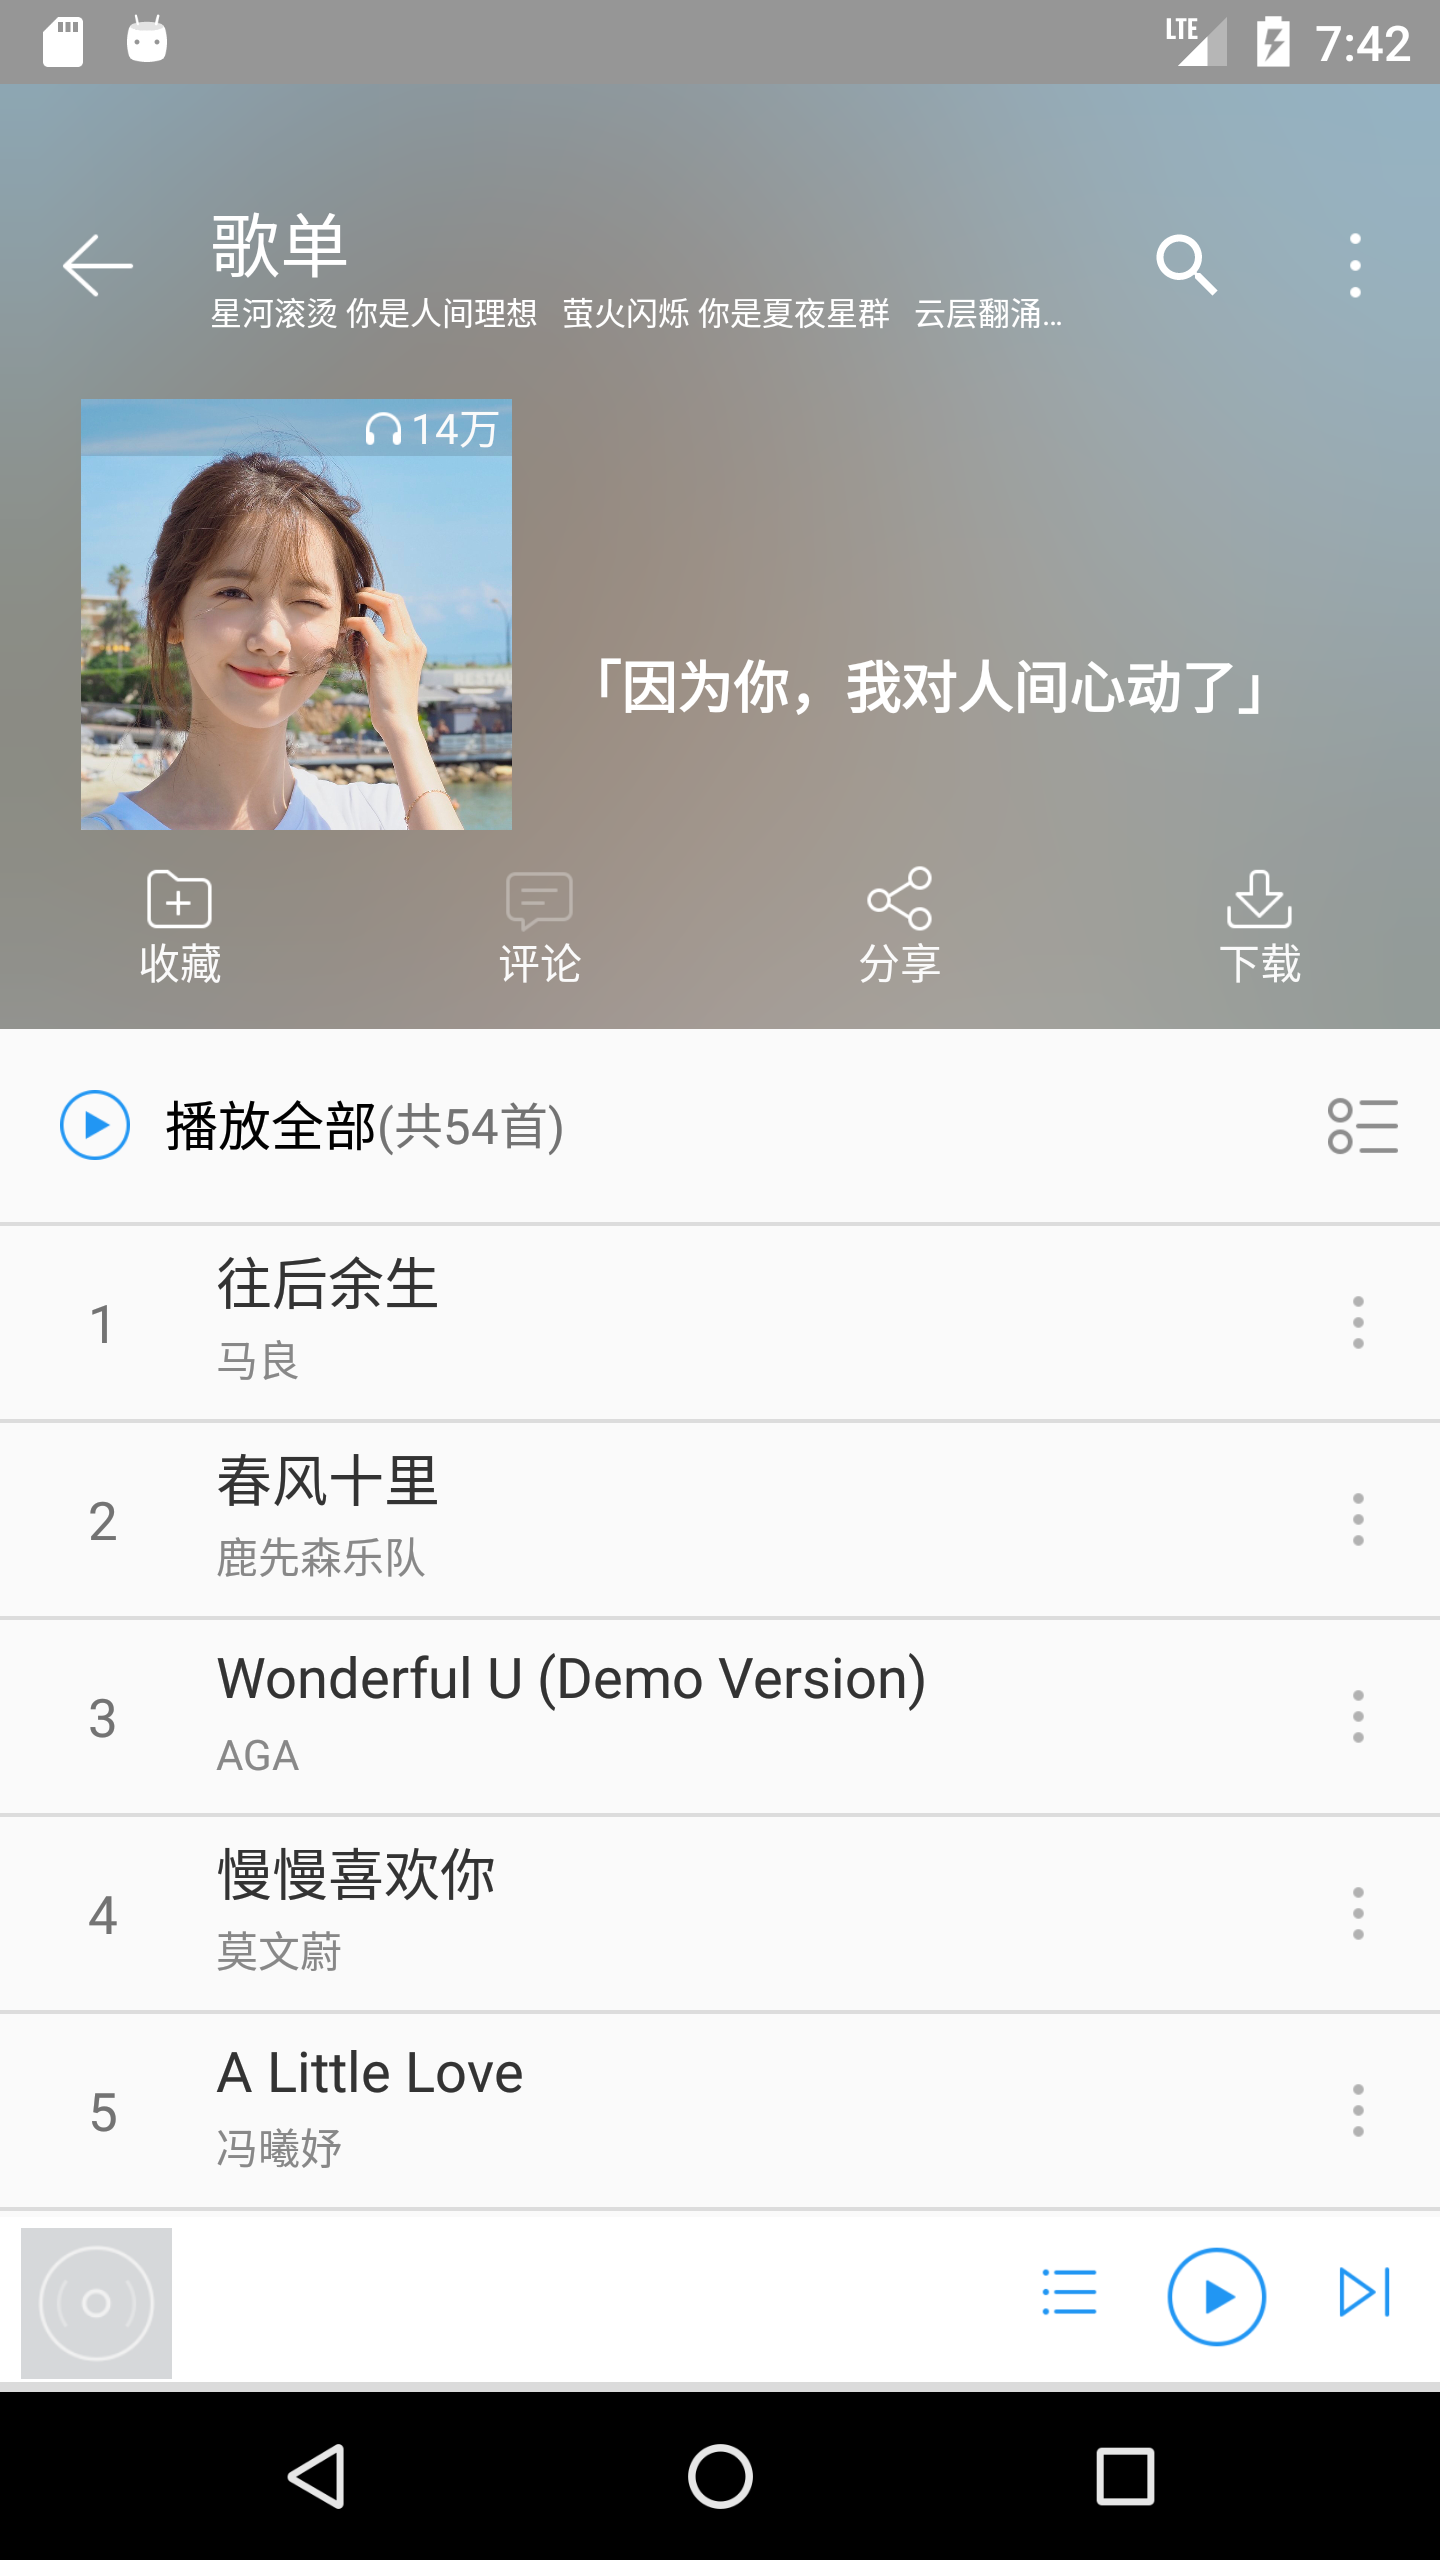 LTE 7:42
歌单
星河滚烫 你是人间理想 萤火闪烁 你是夏夜星群 云层翻涌...
14万
「因为你，我对人间心动了」
收藏 评论 分享 下载
播放全部(共54首)
1 往后余生
马良
2 春风十里
鹿先森乐队
3 Wonderful U (Demo Version)
AGA
4 慢慢喜欢你
莫文蔚
5 A Little Love
冯曦妤